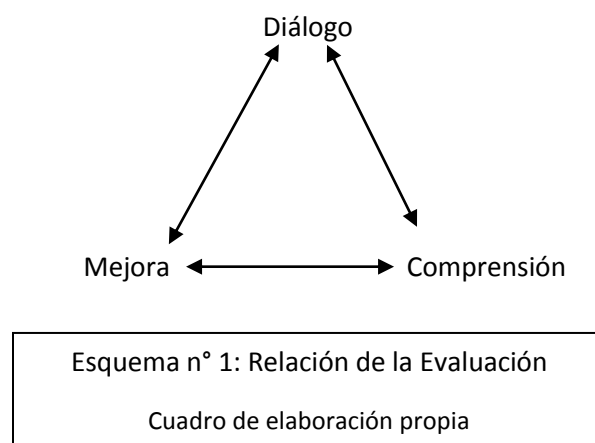 Diálogo
Mejora
Comprensión
Esquema n° 1: Relación de la Evaluación
Cuadro de elaboración propia